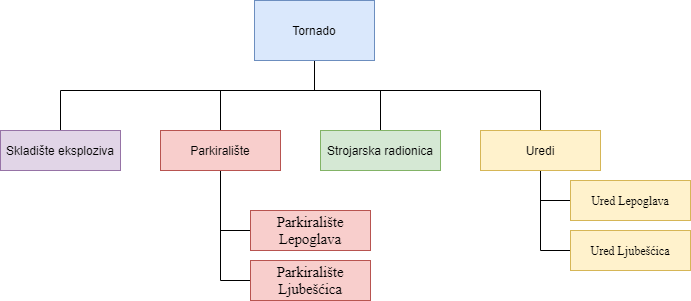 Tornado
Skladište eksploziva
Parkiralište
Strojarska radionica
Uredi
Parkiralište
Lepoglava
Parkiralište
Ljubešćica
Ured Lepoglava
Ured Ljubešćica